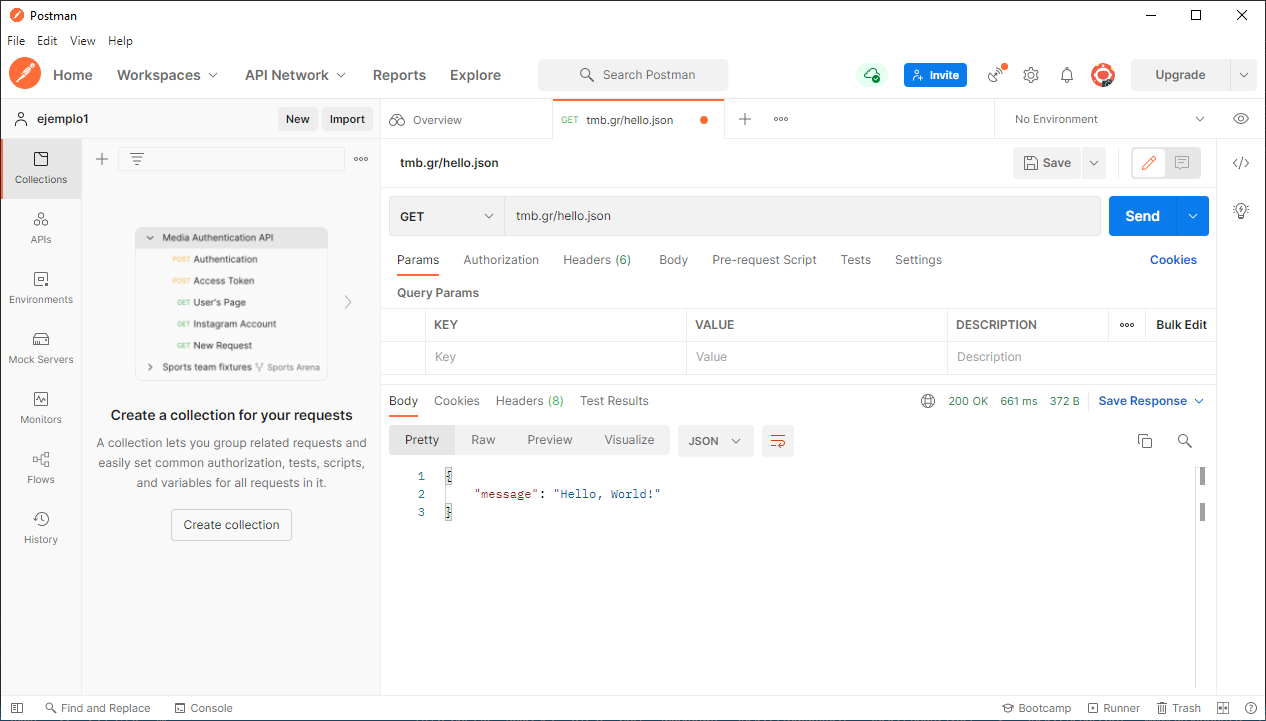 Postman
File Edit View Help
Home Workspaces API Network Reports Explore Search Postman Invite Upgrade
ejemplo1 New Import
Overview GET tmb.gr/hello.json No Environment
Collections
APIs
Environments
Mock Servers
Monitors
Flows
History
Media Authentication API
POST Authentication
POST Access Token
GET User's Page
GET Instagram Account
GET New Request
Sports team fixtures Sports Arena
Create a collection for your requests
A collection lets you group related requests and
easily set common authorization, tests, scripts,
and variables for all requests in it.
Create collection
tmb.gr/hello.json Save
GET tmb.gr/hello.json Send
Params Authorization Headers (6) Body Pre-request Script Tests Settings Cookies
Query Params
KEY VALUE DESCRIPTION Bulk Edit
Key Value Description
Body Cookies Headers (8) Test Results 200 OK 661 ms 372 B Save Response
Pretty Raw Preview Visualize JSON
1 {
2 "message": "Hello, World!"
3 }
Find and Replace Console Bootcamp Runner Trash